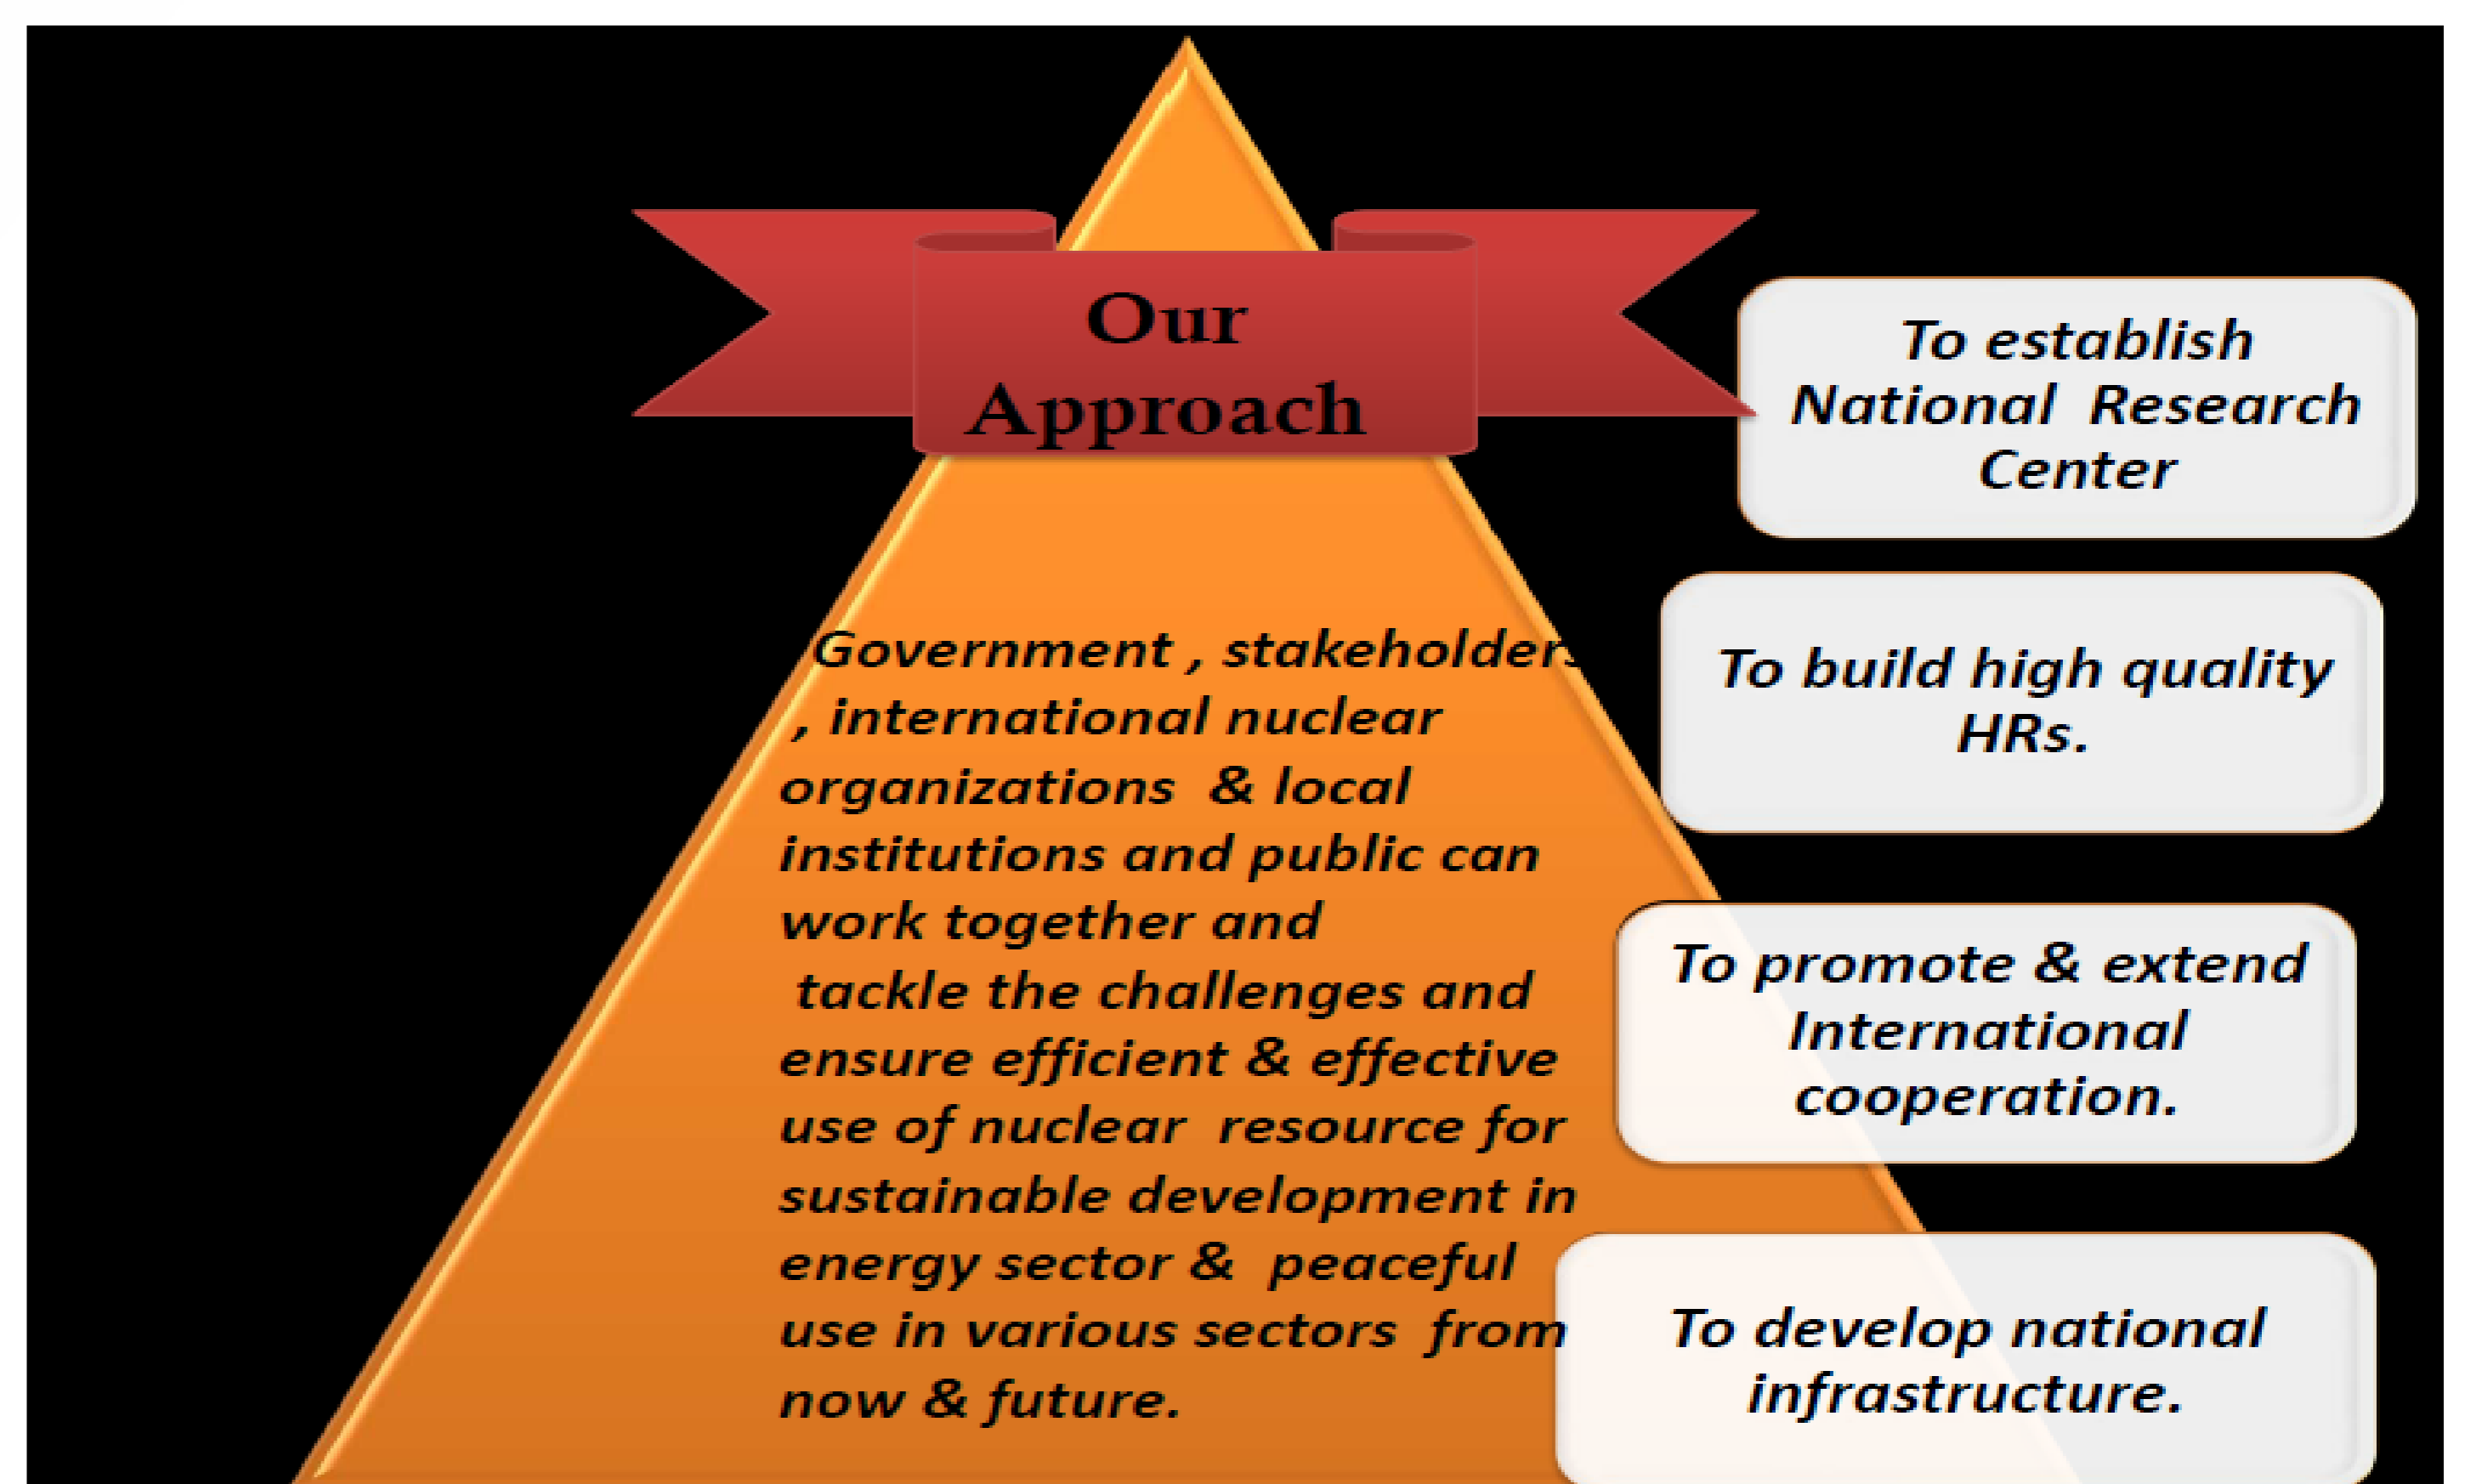 Our
Approach
Government , stakeholders
, international nuclear
organizations & local
institutions and public can
work together and
tackle the challenges and
ensure efficient & effective
use of nuclear resource for
sustainable development in
energy sector & peaceful
use in various sectors from
now & future.
To establish
National Research
Center
To build high quality
HRs.
To promote & extend
International
cooperation.
To develop national
infrastructure.